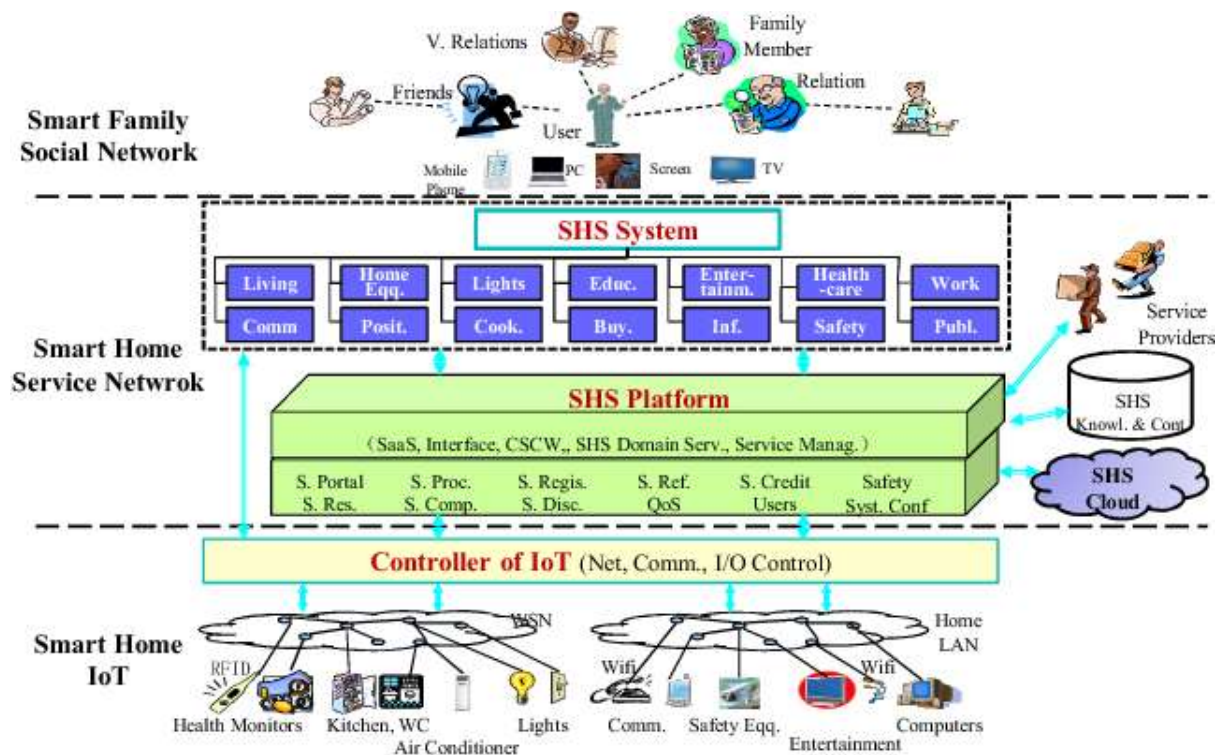 Family
Member
V. Relations
Friends
Relation
User
Smart Family
Social Network
Mobile
Phone
PC
Screen
TV
SHS System
Living
Home
Eqq.
Lights
Educ.
Enter-
tainm.
Health
-care
Work
Comm
Posit.
Cook.
Buy.
Inf.
Safety
Publ.
Service
Providers
Smart Home
Service Netwrok
SHS Platform
(SaaS, Interface, CSCW,, SHS Domain Serv., Service Manag.)
SHS
Knowl. & Cont
S. Portal
S. Res.
S. Proc.
S. Comp.
S. Regis.
S. Disc.
S. Ref.
QoS
S. Credit
Users
Safety
Syst. Conf
SHS
Cloud
Controller of IoT (Net, Comm., I/O Control)
Smart Home
IoT
WSN
Home
LAN
RFID
Wifi
Wifi
Health Monitors
Kitchen, WC
Lights
Air Conditioner
Comm.
Safety Eqq.
Computers
Entertainment